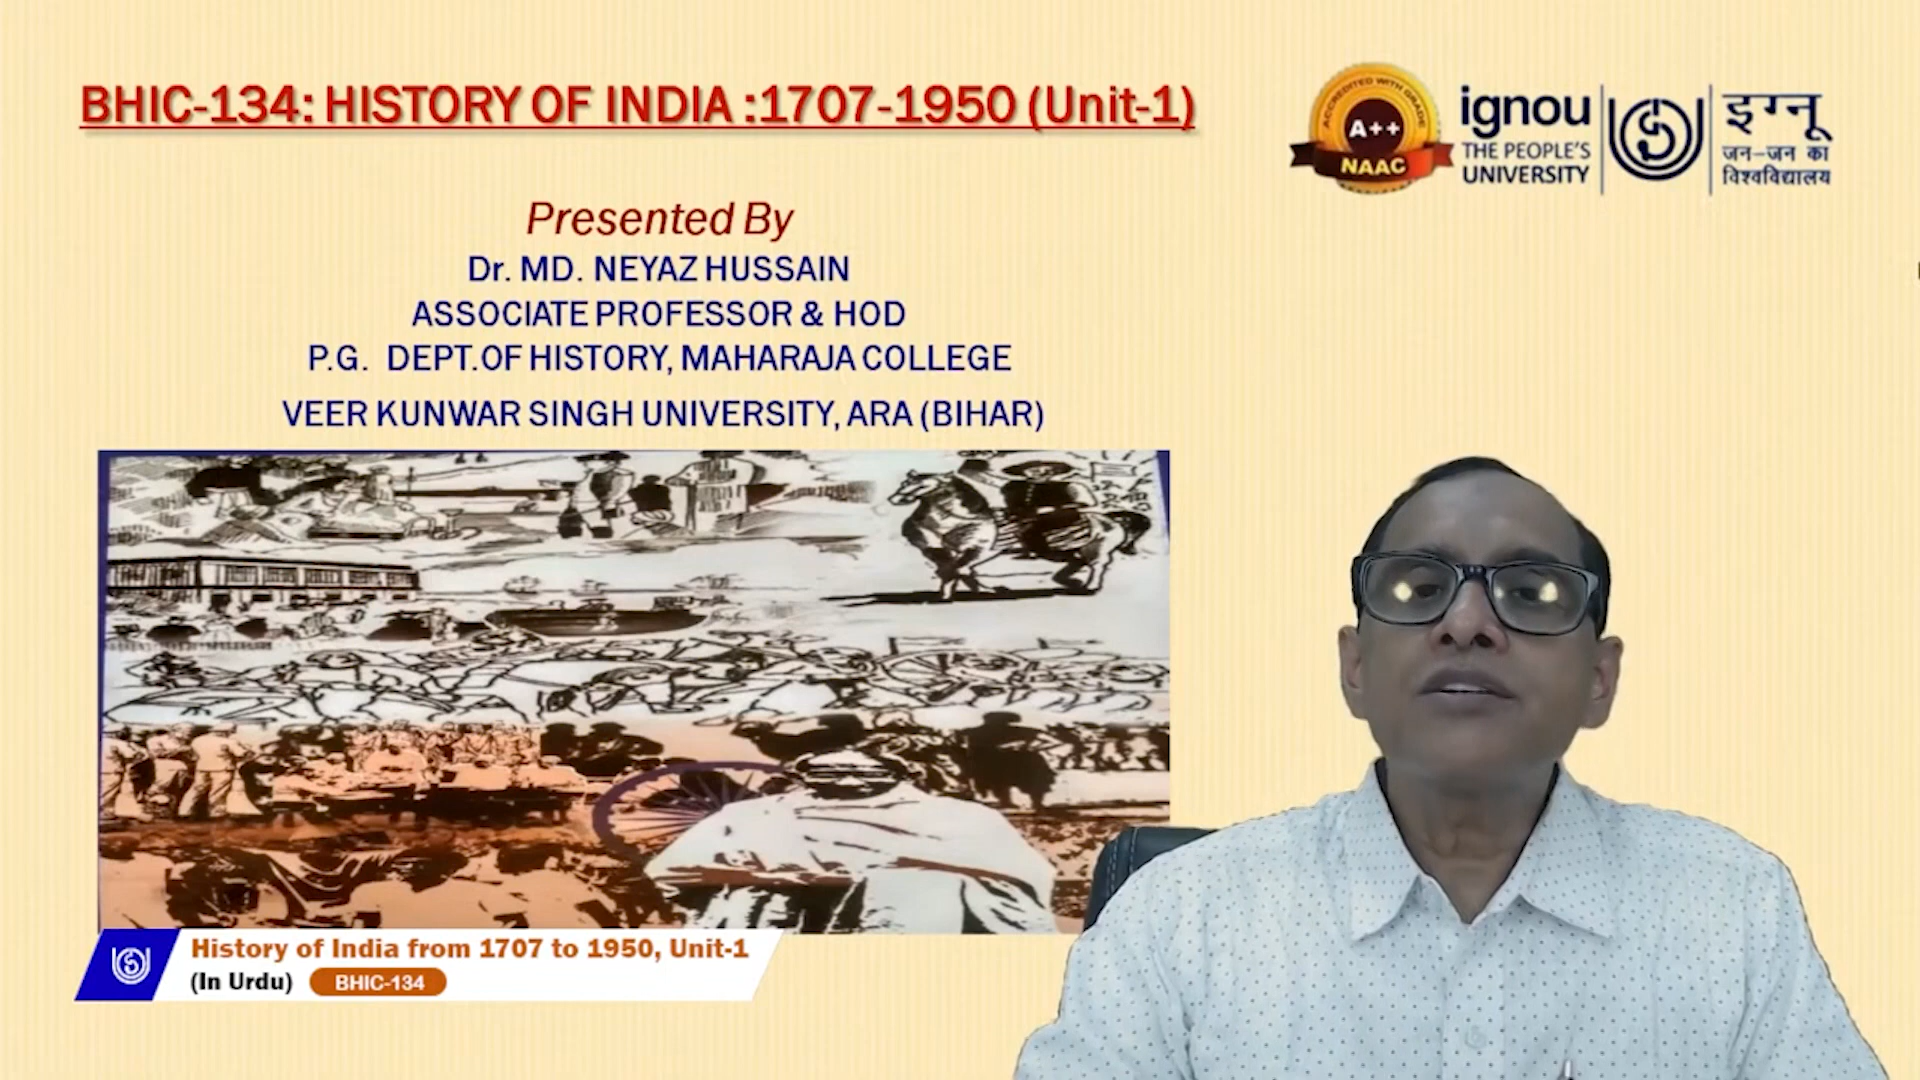 BHIC-134: HISTORY OF INDIA :1707-1950 (Unit-1)
ACCREDITED WITH GRADE
A++
NAAC
ignou
THE PEOPLE'S
UNIVERSITY
इग्नू
जन-जन का
विश्वविद्यालय
Presented By
Dr. MD. NEYAZ HUSSAIN
ASSOCIATE PROFESSOR & HOD
P.G. DEPT.OF HISTORY, MAHARAJA COLLEGE
VEER KUNWAR SINGH UNIVERSITY, ARA (BIHAR)
History of India from 1707 to 1950, Unit-1
(In Urdu) BHIC-134